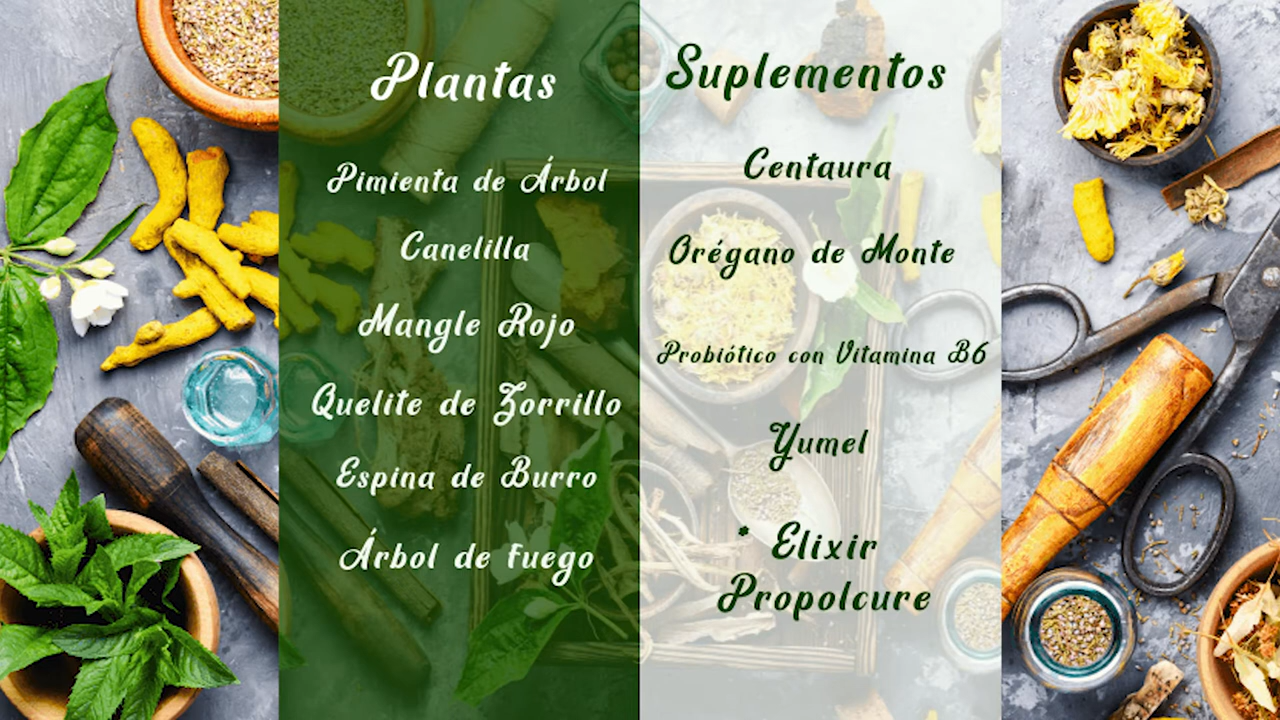 Plantas
Pimienta de Árbol
Canelilla
Mangle Rojo
Quelite de Zorrillo
Espina de Burro
Árbol de fuego
Suplementos
Centaura
Orégano de Monte
Probiótico con Vitamina B6
Yumel
* Elixir
Propolcure